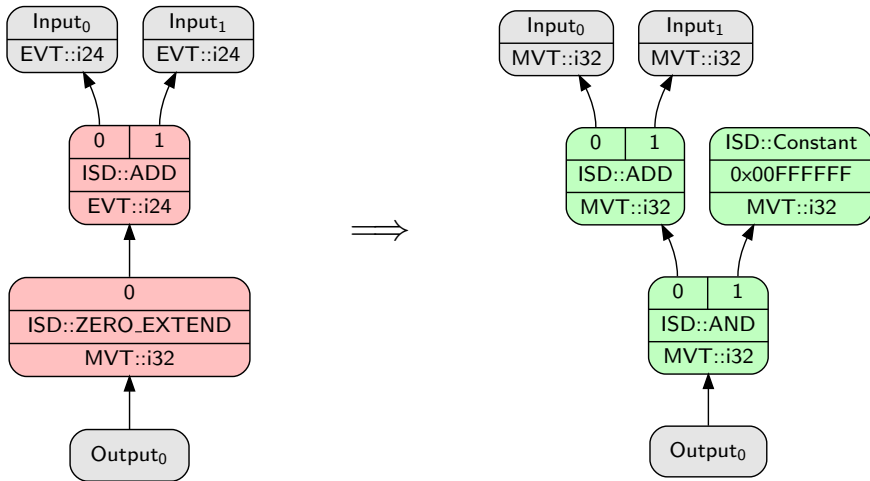 Input₀
EVT::i24
Input₁
EVT::i24
0 1
ISD::ADD
EVT::i24
0
ISD::ZERO_EXTEND
MVT::i32
Output₀
⟹
Input₀
MVT::i32
Input₁
MVT::i32
0 1
ISD::ADD
MVT::i32
ISD::Constant
0x00FFFFFF
MVT::i32
0 1
ISD::AND
MVT::i32
Output₀